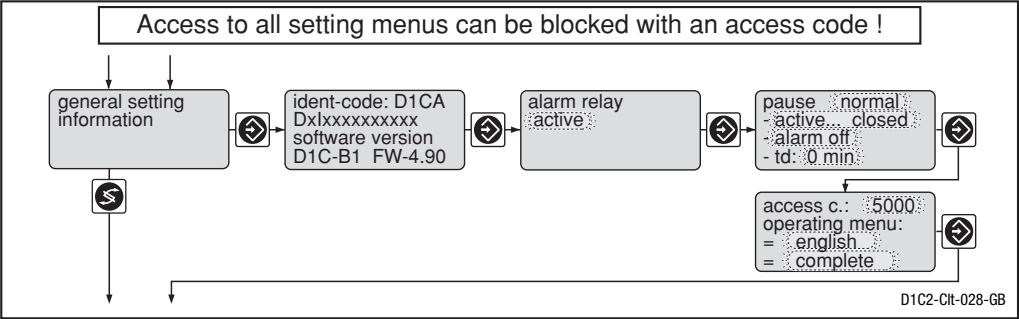 Access to all setting menus can be blocked with an access code !
general setting
information
ident-code: D1CA
DxIxxxxxxxxxx
software version
D1C-B1 FW-4.90
alarm relay
active
pause normal
- active... closed
- alarm off
- td: 0 min
access c.: 5000
operating menu:
= english
= complete
D1C2-Clt-028-GB